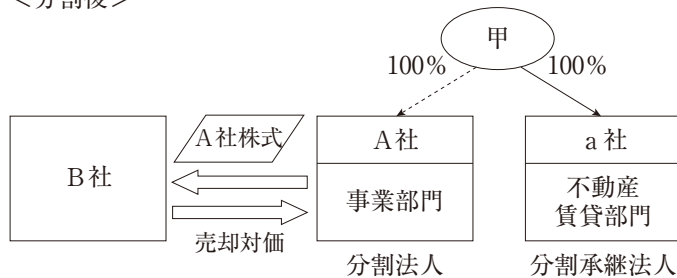 ＜分割後＞
甲
100%
100%
A社株式
A社
a社
B社
事業部門
不動産
賃貸部門
売却対価
分割法人
分割承継法人